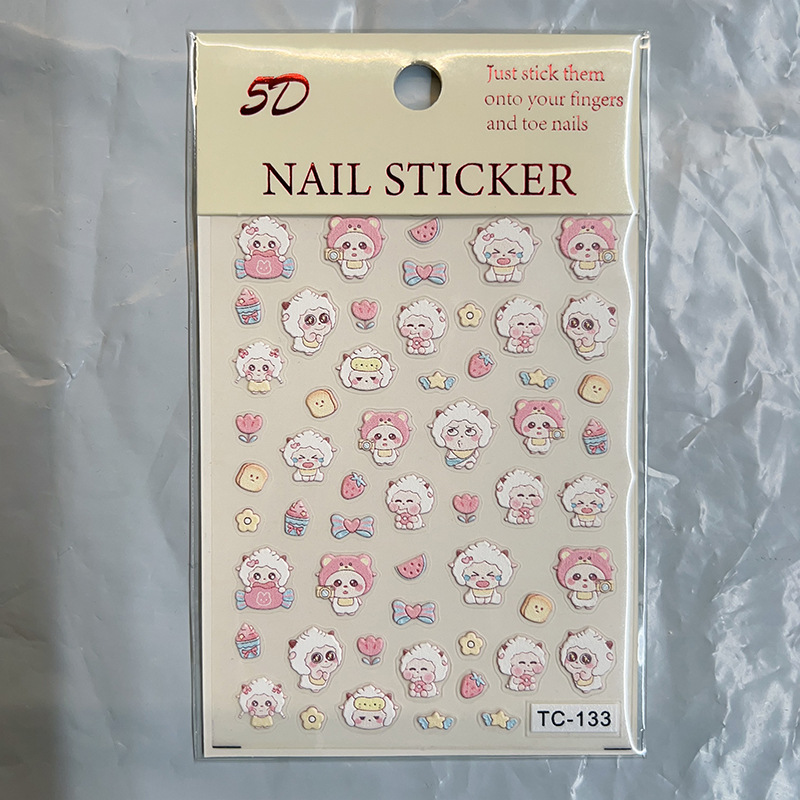 5D
Just stick them
onto your fingers
and toe nails
NAIL STICKER
TC-133